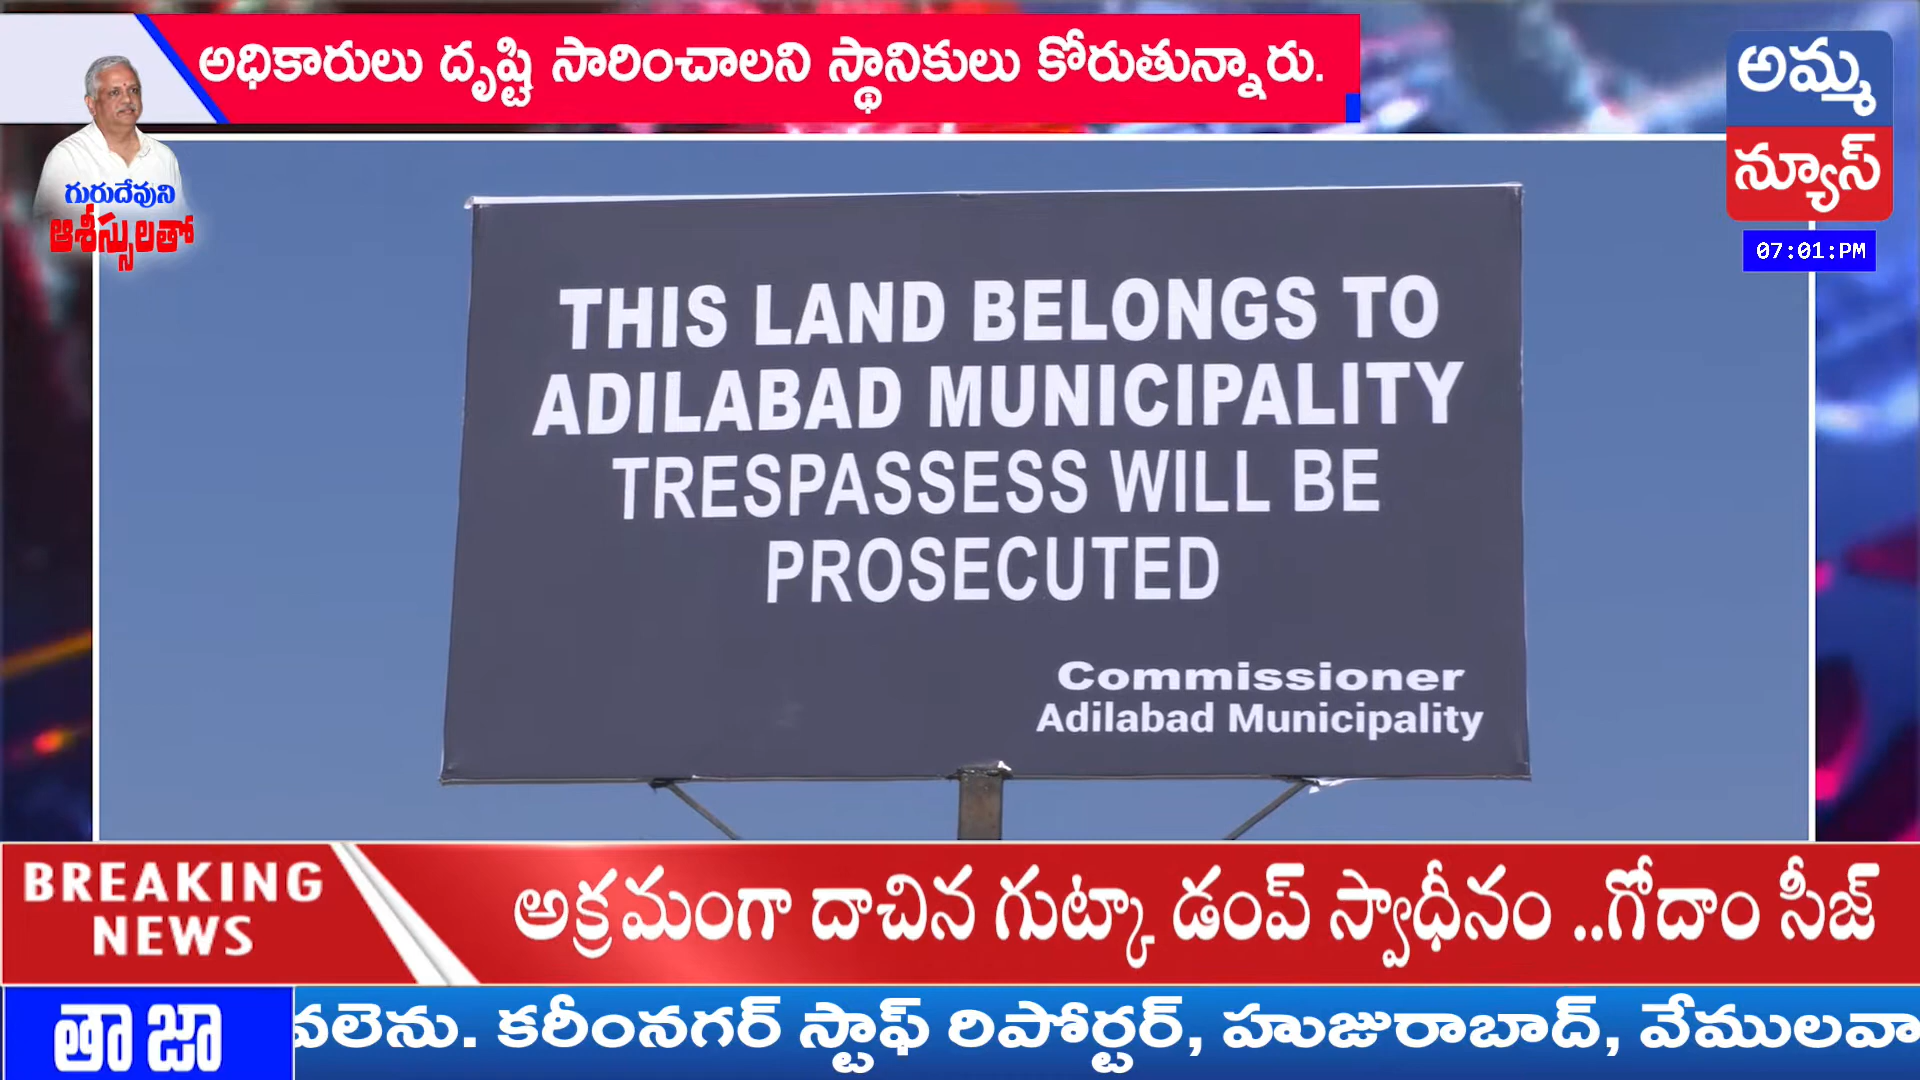 అధికారులు దృష్టి సారించాలని స్థానికులు కోరుతున్నారు.
అమ్మ
న్యూస్
07:01:PM
గురుదేవుని
ఆశీస్సులతో
THIS LAND BELONGS TO
ADILABAD MUNICIPALITY
TRESPASSESS WILL BE
PROSECUTED
Commissioner
Adilabad Municipality
BREAKING
NEWS
అక్రమంగా దాచిన గుట్కా డంప్ స్వాధీనం ..గోదాం సీజ్
తాజా
వలెను. కరీంనగర్ స్టాఫ్ రిపోర్టర్, హుజురాబాద్, వేములవా